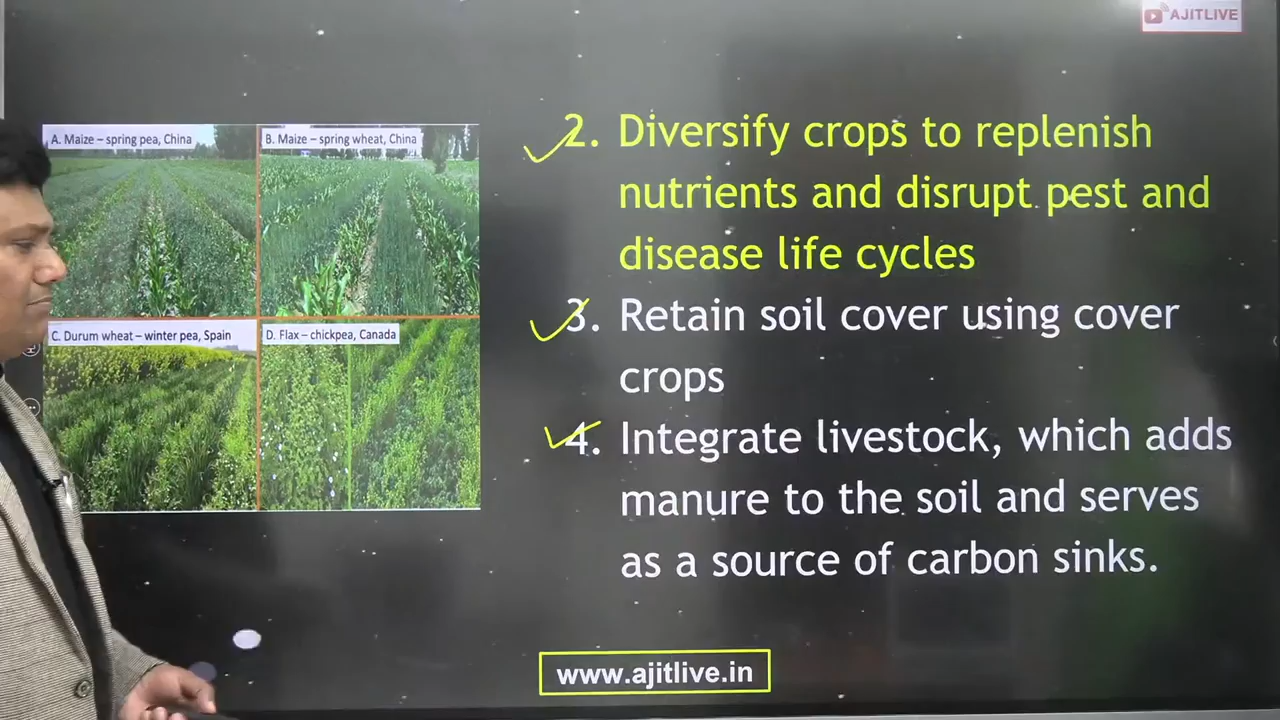 AJITLIVE
A. Maize – spring pea, China
B. Maize – spring wheat, China
C. Durum wheat – winter pea, Spain
D. Flax – chickpea, Canada
2. Diversify crops to replenish
nutrients and disrupt pest and
disease life cycles
3. Retain soil cover using cover
crops
4. Integrate livestock, which adds
manure to the soil and serves
as a source of carbon sinks.
www.ajitlive.in